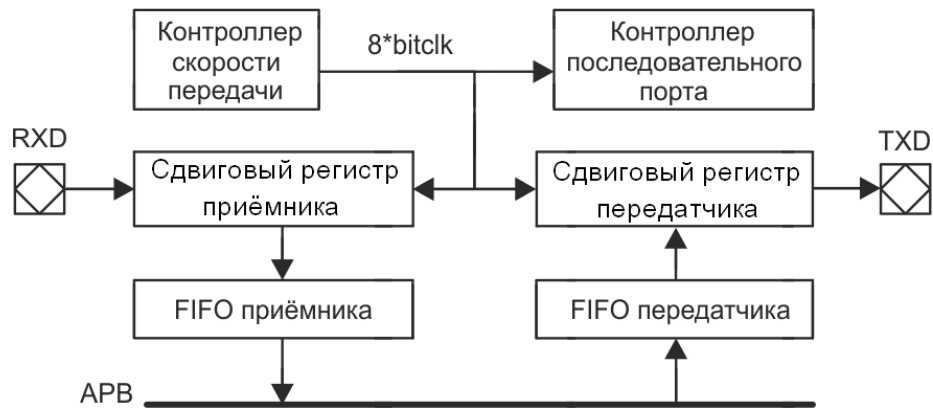 Контроллер
скорости
передачи
8*bitclk
Контроллер
последовательного
порта
RXD
TXD
Сдвиговый регистр
приёмника
Сдвиговый регистр
передатчика
FIFO приёмника
FIFO передатчика
APB